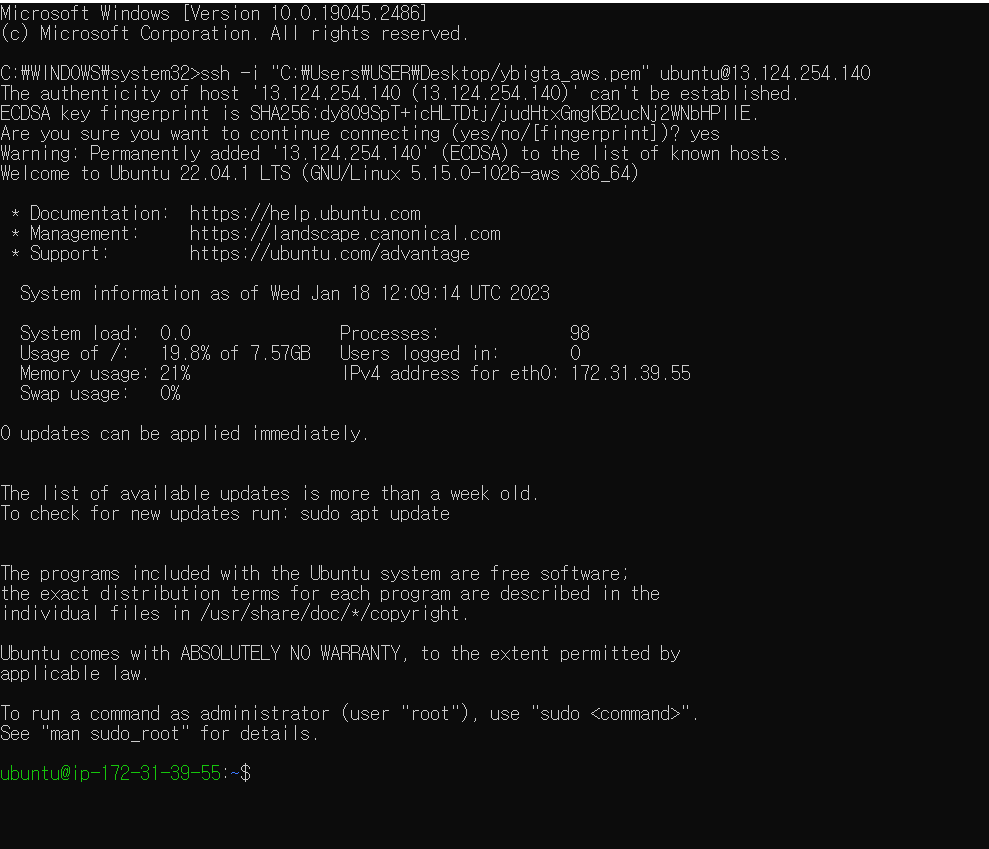 Microsoft Windows [Version 10.0.19045.2486]
(c) Microsoft Corporation. All rights reserved.
C:₩WINDOWS₩system32>ssh -i "C:₩Users₩USER₩Desktop/ybigta_aws.pem" ubuntu@13.124.254.140
The authenticity of host '13.124.254.140 (13.124.254.140)' can't be established.
ECDSA key fingerprint is SHA256:dy809SpT+icHLTDtj/judHtxGmgKB2ucNj2WNbHPlIE.
Are you sure you want to continue connecting (yes/no/[fingerprint])? yes
Warning: Permanently added '13.124.254.140' (ECDSA) to the list of known hosts.
Welcome to Ubuntu 22.04.1 LTS (GNU/Linux 5.15.0-1026-aws x86_64)
* Documentation:  https://help.ubuntu.com
* Management:     https://landscape.canonical.com
* Support:        https://ubuntu.com/advantage
System information as of Wed Jan 18 12:09:14 UTC 2023
System load:  0.0               Processes:             98
Usage of /:   19.8% of 7.57GB   Users logged in:       0
Memory usage: 21%               IPv4 address for eth0: 172.31.39.55
Swap usage:   0%
0 updates can be applied immediately.
The list of available updates is more than a week old.
To check for new updates run: sudo apt update
The programs included with the Ubuntu system are free software;
the exact distribution terms for each program are described in the
individual files in /usr/share/doc/*/copyright.
Ubuntu comes with ABSOLUTELY NO WARRANTY, to the extent permitted by
applicable law.
To run a command as administrator (user "root"), use "sudo <command>".
See "man sudo_root" for details.
ubuntu@ip-172-31-39-55:~$